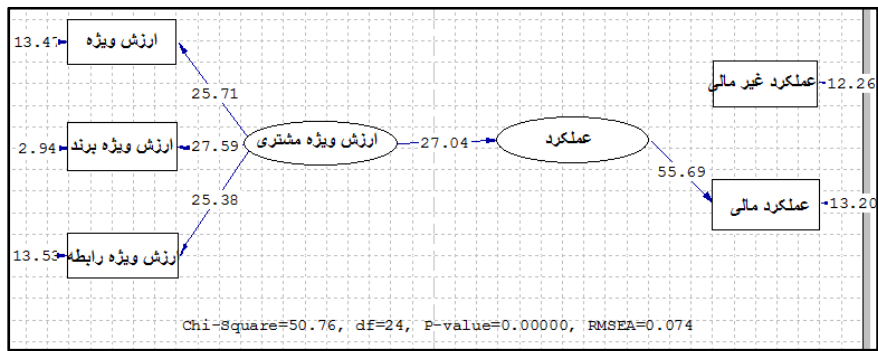 13.47
ارزش ویژه
25.71
عملکرد غیر مالی
12.26
2.94
ارزش ویژه برند
27.59
ارزش ویژه مشتری
27.04
عملکرد
55.69
25.38
عملکرد مالی
13.20
13.53
ارزش ویژه رابطه
Chi-Square=50.76, df=24, P-value=0.00000, RMSEA=0.074